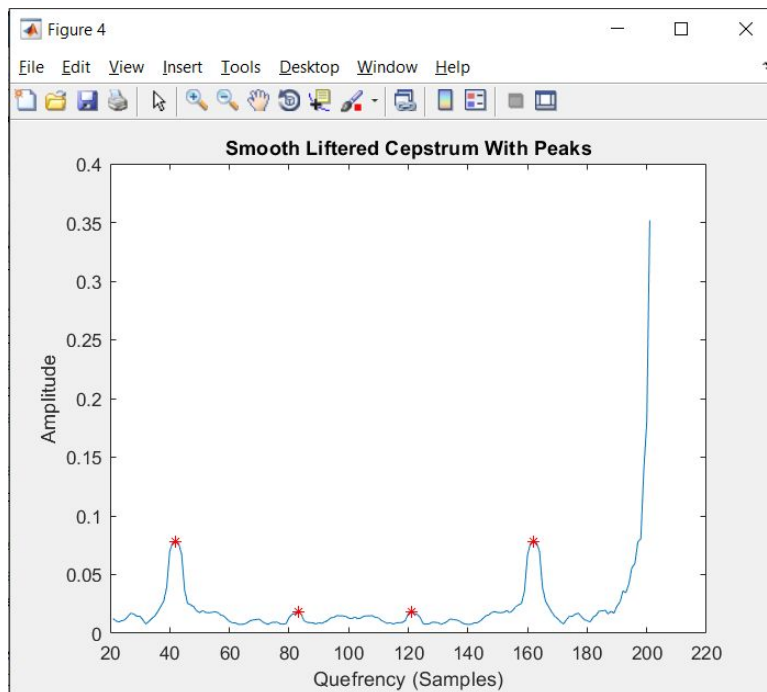 Figure 4
File Edit View Insert Tools Desktop Window Help
Smooth Liftered Cepstrum With Peaks
0.4
0.35
0.3
0.25
0.2
0.15
0.1
0.05
0
Amplitude
20 40 60 80 100 120 140 160 180 200 220
Quefrency (Samples)